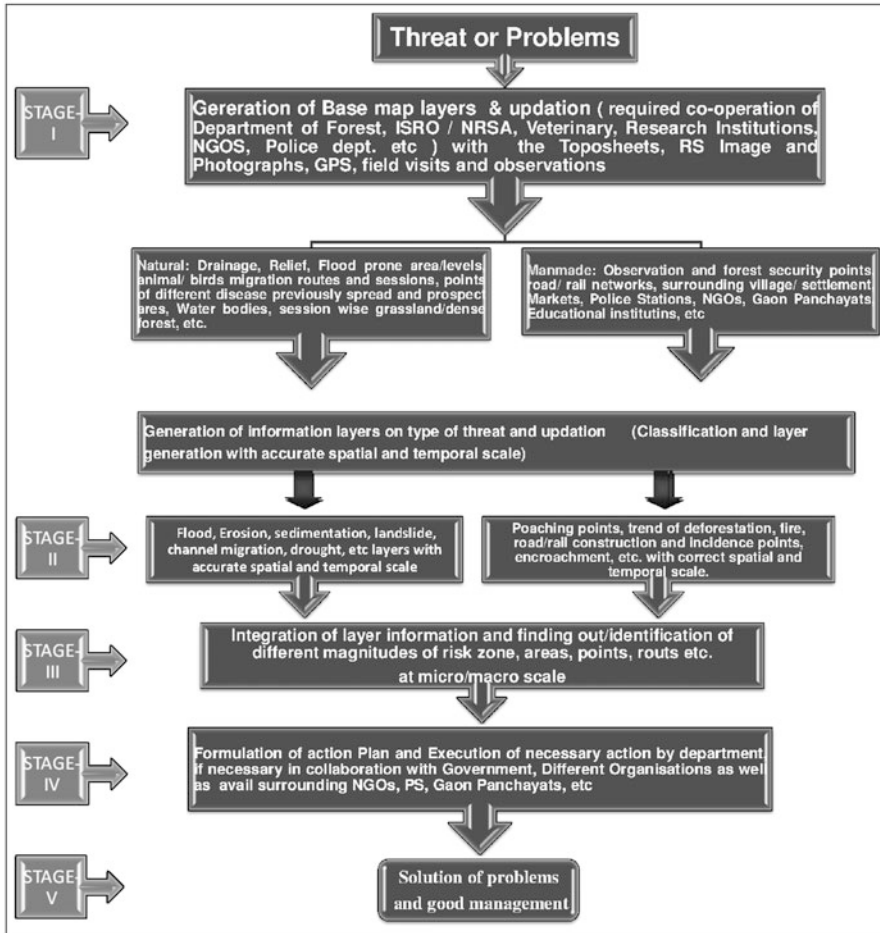 Threat or Problems
STAGE-
I
Gereration of Base map layers & updation ( required co-operation of
Department of Forest, ISRO / NRSA, Veterinary, Research Institutions,
NGOS, Police dept. etc ) with the Toposheets, RS Image and
Photographs, GPS, field visits and observations
Natural: Drainage, Relief, Flood prone area/levels,
animal/ birds migration routes and sessions, points
of different disease previously spread and prospect
areas, Water bodies, session wise grassland/dense
forest, etc.
Manmade: Observation and forest security points,
road/ rail networks, surrounding village/ settlement
Markets, Police Stations, NGOs, Gaon Panchayats
Educational institutins, etc
Generation of information layers on type of threat and updation (Classification and layer
generation with accurate spatial and temporal scale)
STAGE-
II
Flood, Erosion, sedimentation, landslide,
channel migration, drought, etc layers with
accurate spatial and temporal scale
Poaching points, trend of deforestation, fire,
road/rail construction and incidence points,
encroachment, etc. with correct spatial and
temporal scale.
STAGE-
III
Integration of layer information and finding out/identification of
different magnitudes of risk zone, areas, points, routs etc.
at micro/macro scale
STAGE-
IV
Formulation of action Plan and Execution of necessary action by department,
if necessary in collaboration with Government, Different Organisations as well
as avail surrounding NGOs, PS, Gaon Panchayats, etc
STAGE-
V
Solution of problems
and good management